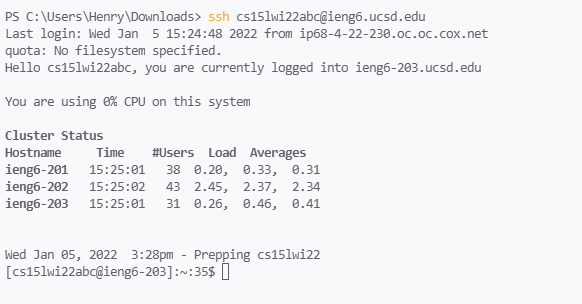 PS C:\Users\Henry\Downloads> ssh cs15lwi22abc@ieng6.ucsd.edu
Last login: Wed Jan  5 15:24:48 2022 from ip68-4-22-230.oc.oc.cox.net
quota: No filesystem specified.
Hello cs15lwi22abc, you are currently logged into ieng6-203.ucsd.edu
You are using 0% CPU on this system
Cluster Status
Hostname     Time    #Users  Load  Averages
ieng6-201   15:25:01   38  0.20,  0.33,  0.31
ieng6-202   15:25:02   43  2.45,  2.37,  2.34
ieng6-203   15:25:01   31  0.26,  0.46,  0.41
Wed Jan 05, 2022  3:28pm - Prepping cs15lwi22
[cs15lwi22abc@ieng6-203]:~:35$